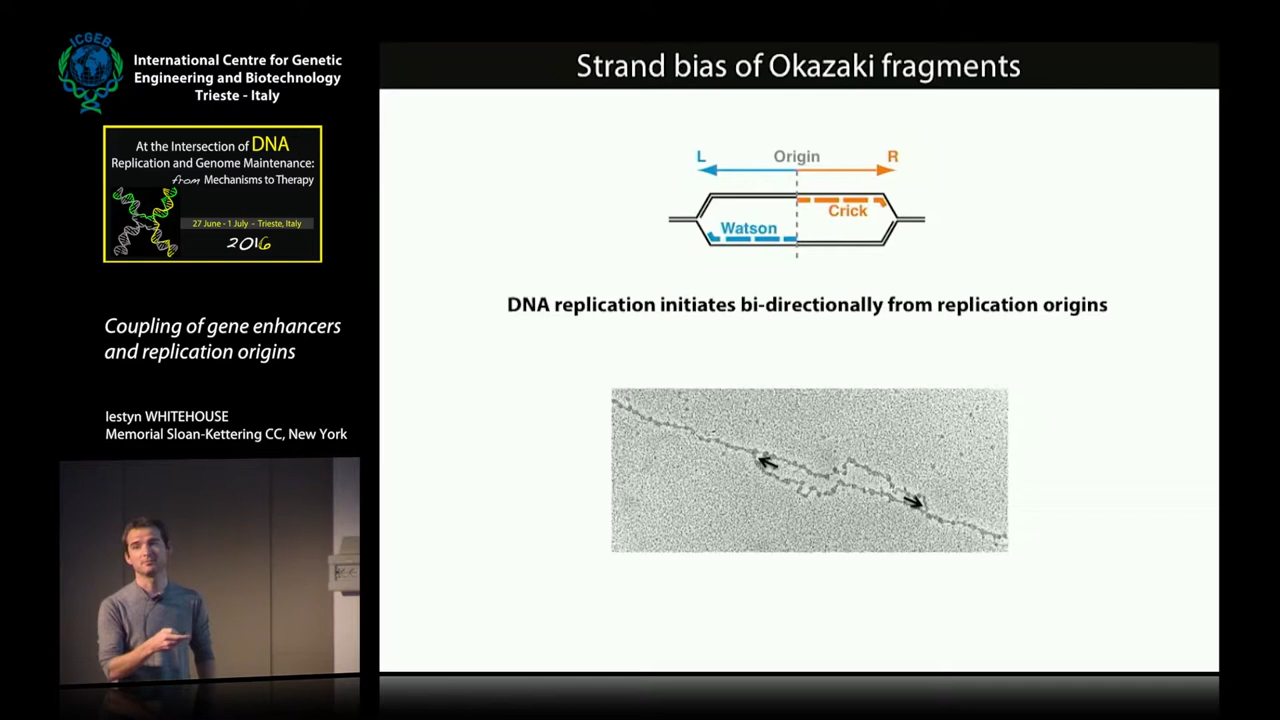 ICGEB
International Centre for Genetic
Engineering and Biotechnology
Trieste - Italy
At the Intersection of DNA
Replication and Genome Maintenance:
from Mechanisms to Therapy
27 June - 1 July - Trieste, Italy
2016
Coupling of gene enhancers
and replication origins
Iestyn WHITEHOUSE
Memorial Sloan-Kettering CC, New York
Strand bias of Okazaki fragments
L Origin R
Crick
Watson
DNA replication initiates bi-directionally from replication origins